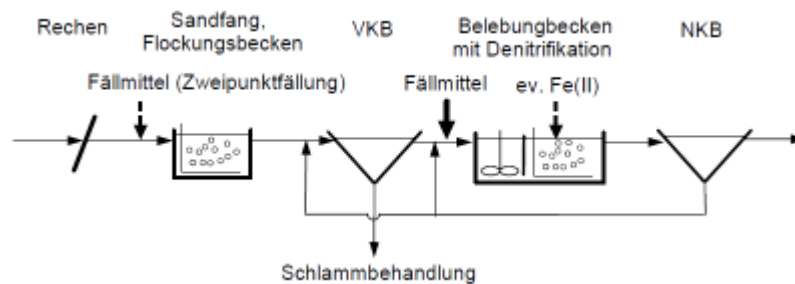 Rechen
Sandfang,
Flockungsbecken
VKB
Belebungbecken
mit Denitrifikation
NKB
Fällmittel (Zweipunktfällung)
Fällmittel
ev. Fe(II)
Schlammbehandlung